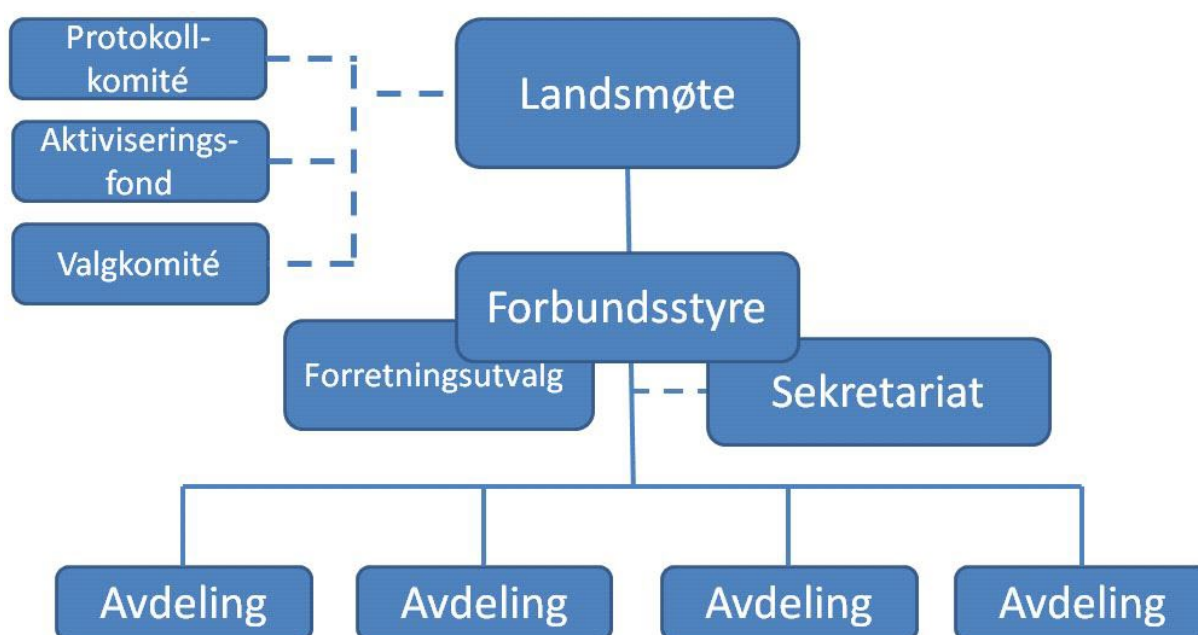 Protokoll-
komité
Landsmøte
Aktiviserings-
fond
Valgkomité
Forbundsstyre
Forretningsutvalg
Sekretariat
Avdeling
Avdeling
Avdeling
Avdeling